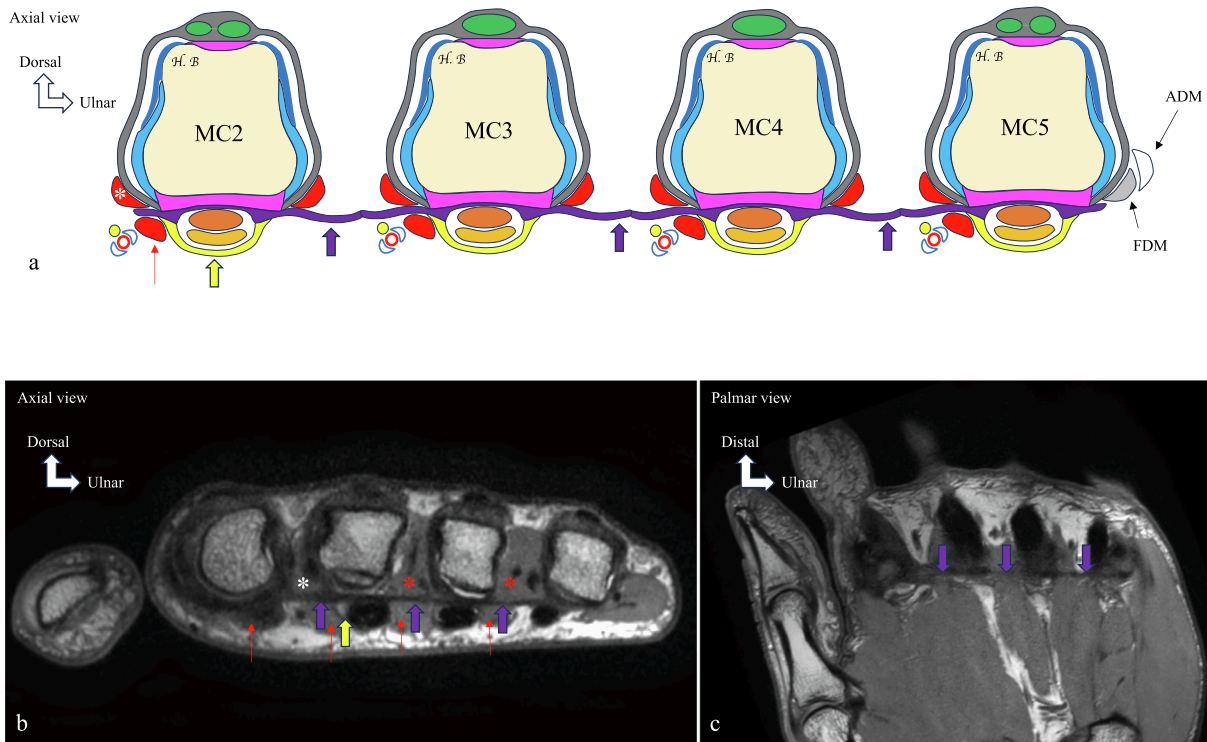 Axial view
Dorsal
Ulnar
H. B
H. B
H. B
MC2
MC3
MC4
MC5
ADM
FDM
a
Axial view
Dorsal
Ulnar
b
Palmar view
Distal
Ulnar
c